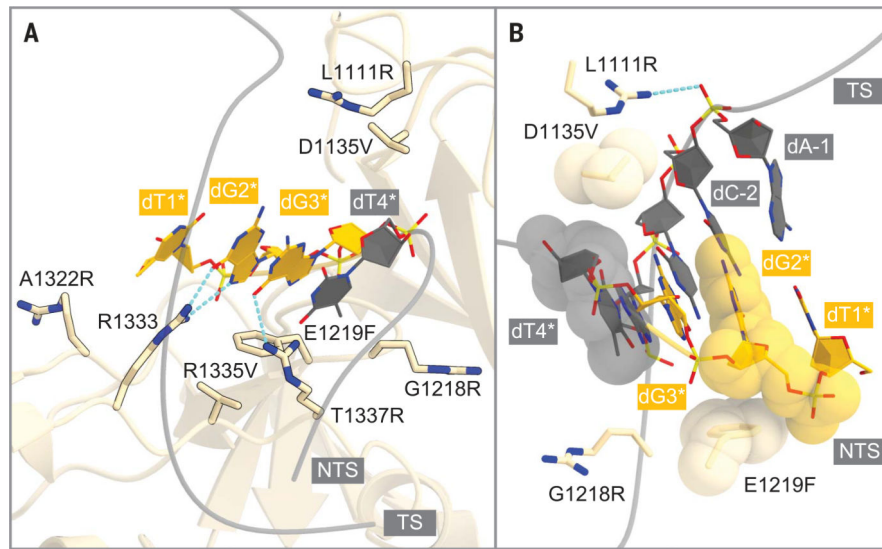 A
L1111R
D1135V
dT1*
dG2*
dG3*
dT4*
A1322R
R1333
E1219F
R1335V
G1218R
T1337R
NTS
TS
B
L1111R
TS
D1135V
dA-1
dC-2
dG2*
dT1*
dT4*
dG3*
NTS
G1218R
E1219F